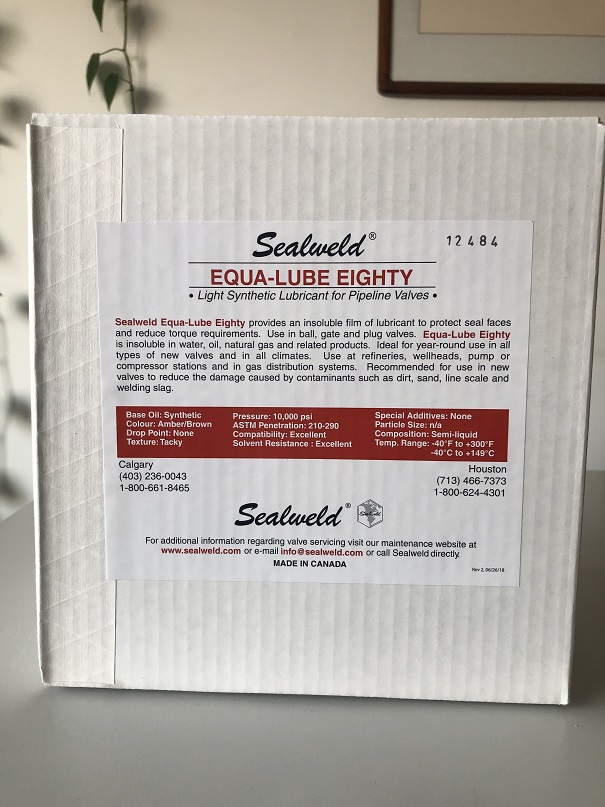 Sealweld®
12484
EQUA-LUBE EIGHTY
• Light Synthetic Lubricant for Pipeline Valves •
Sealweld Equa-Lube Eighty provides an insoluble film of lubricant to protect seal faces
and reduce torque requirements. Use in ball, gate and plug valves. Equa-Lube Eighty
is insoluble in water, oil, natural gas and related products. Ideal for year-round use in all
types of new valves and in all climates. Use at refineries, wellheads, pump or
compressor stations and in gas distribution systems. Recommended for use in new
valves to reduce the damage caused by contaminants such as dirt, sand, line scale and
welding slag.
Base Oil: Synthetic
Colour: Amber/Brown
Drop Point: None
Texture: Tacky
Pressure: 10,000 psi
ASTM Penetration: 210-290
Compatibility: Excellent
Solvent Resistance : Excellent
Special Additives: None
Particle Size: n/a
Composition: Semi-liquid
Temp. Range: -40°F to +300°F
-40°C to +149°C
Calgary
(403) 236-0043
1-800-661-8465
Houston
(713) 466-7373
1-800-624-4301
Sealweld®
Sealweld
For additional information regarding valve servicing visit our maintenance website at
www.sealweld.com or e-mail info@sealweld.com or call Sealweld directly.
MADE IN CANADA
Rev 2, 06/26/18